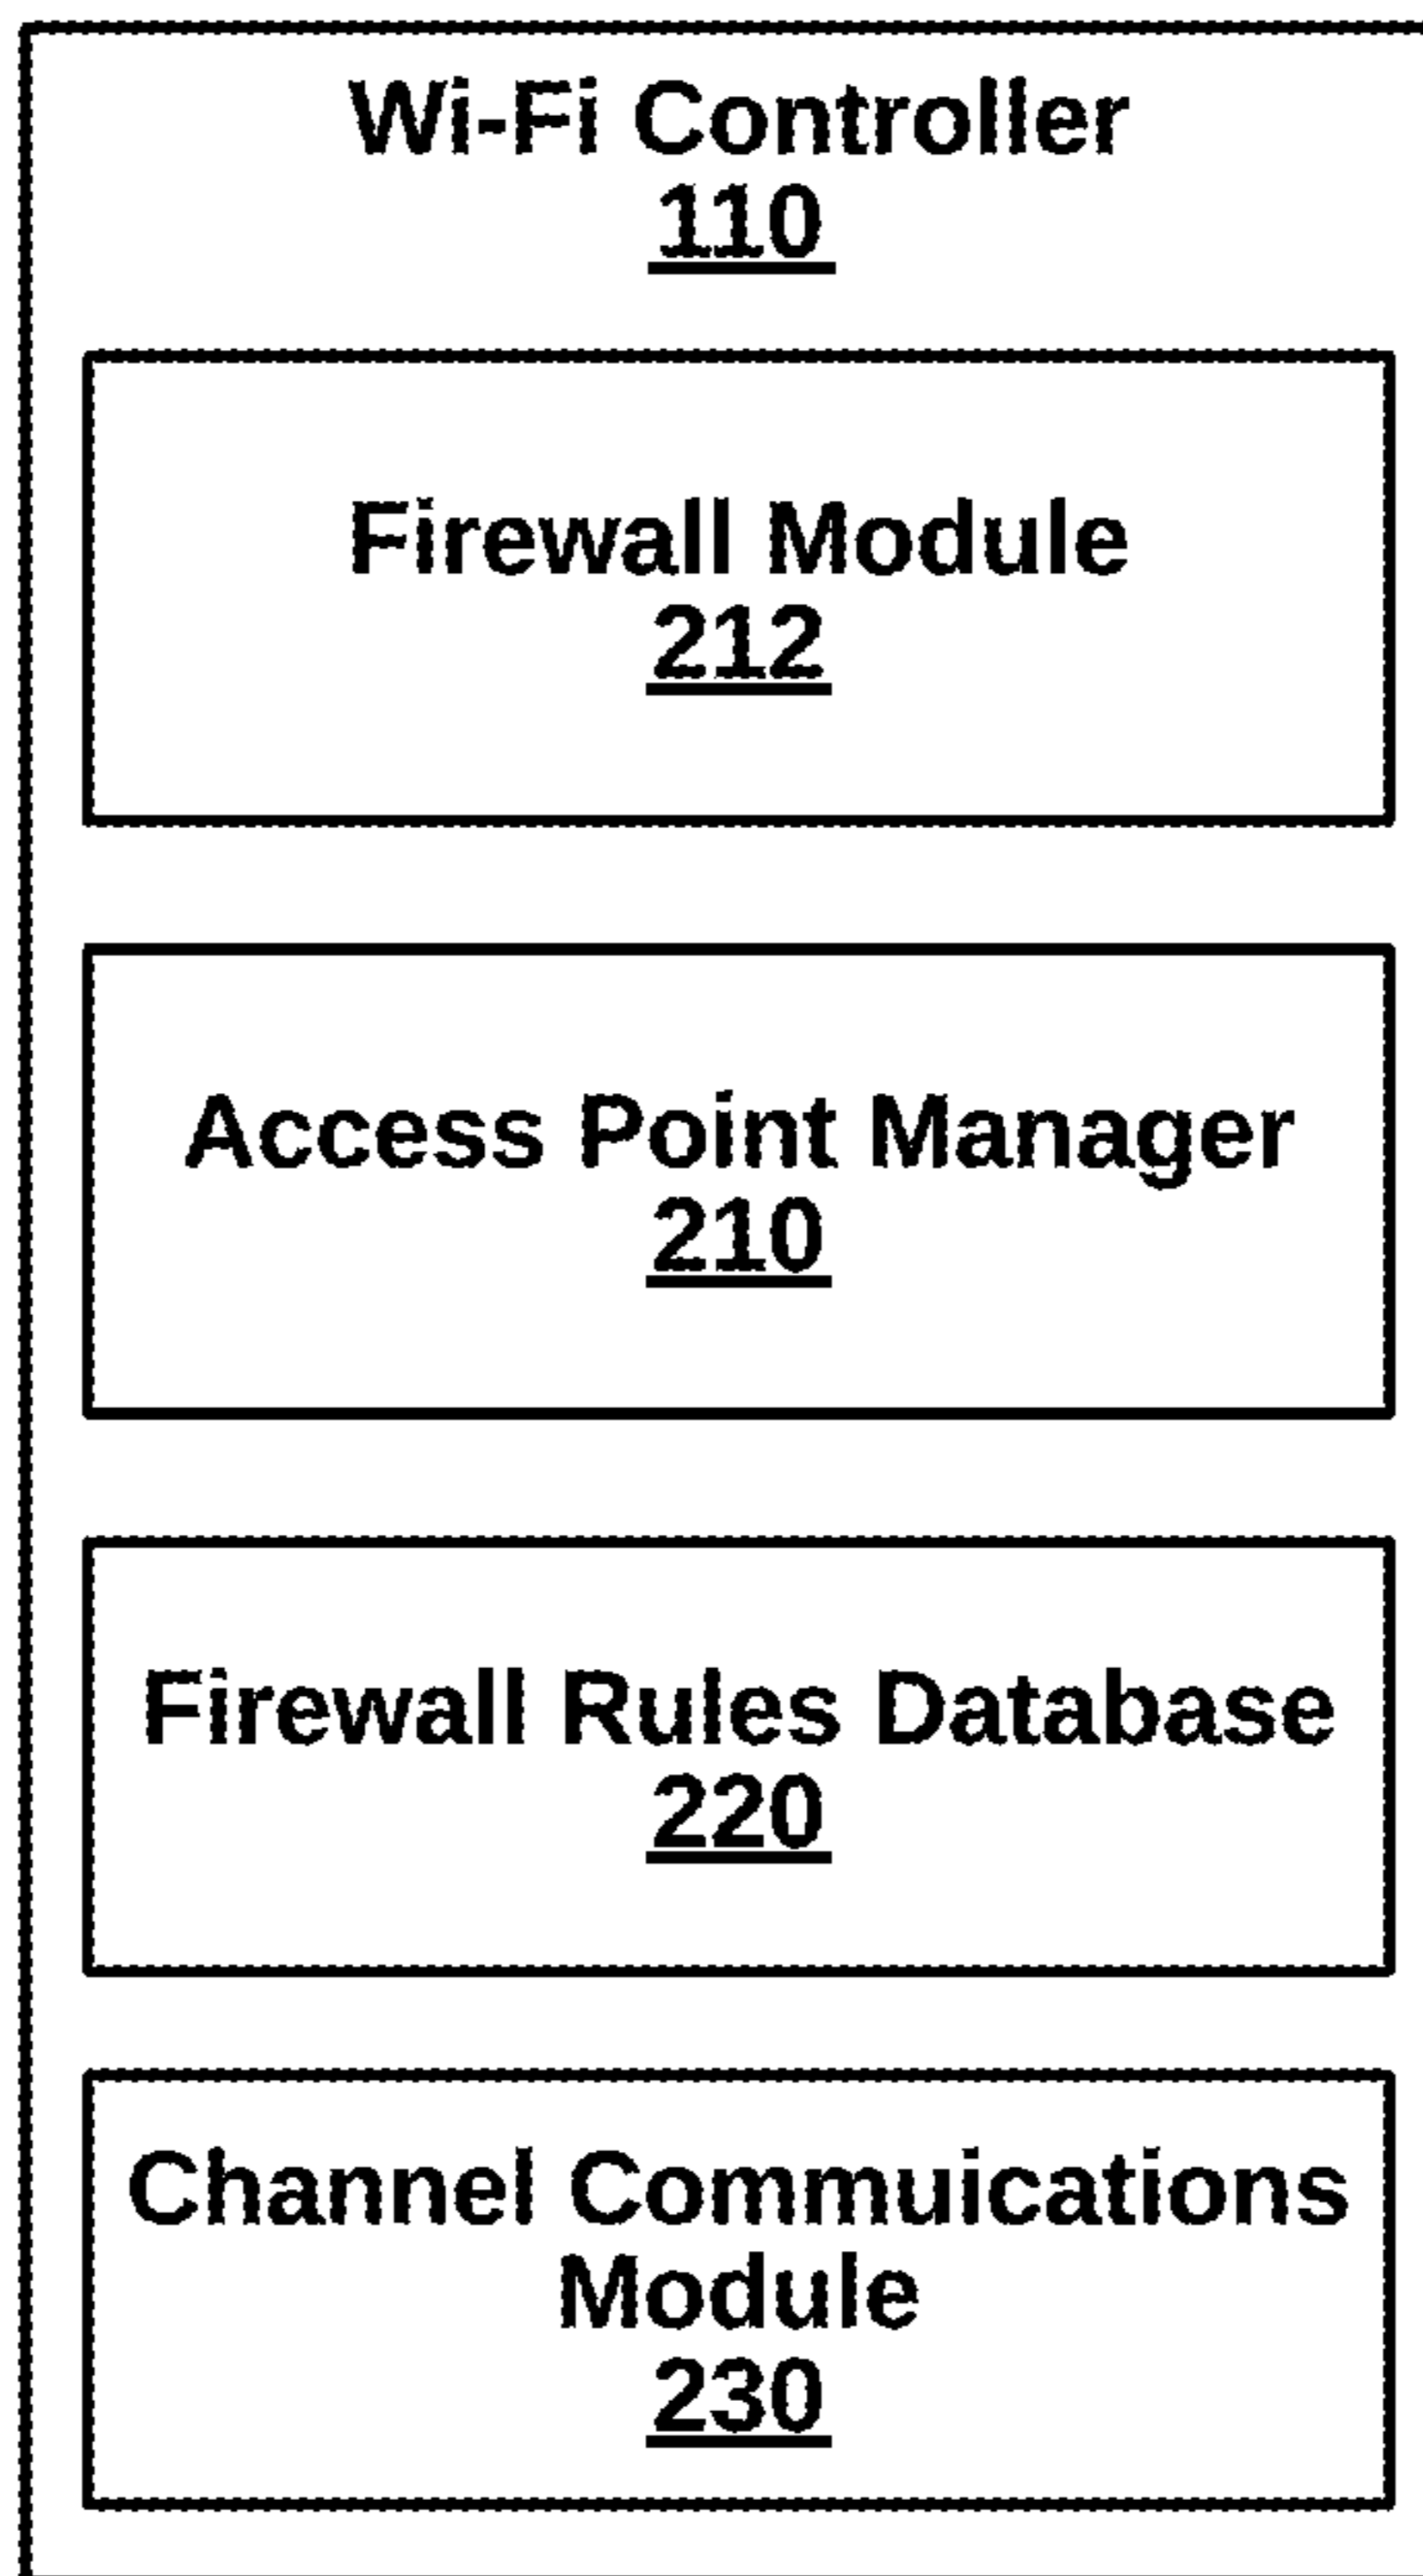 Wi-Fi Controller
110
Firewall Module
212
Access Point Manager
210
Firewall Rules Database
220
Channel Commuications
Module
230